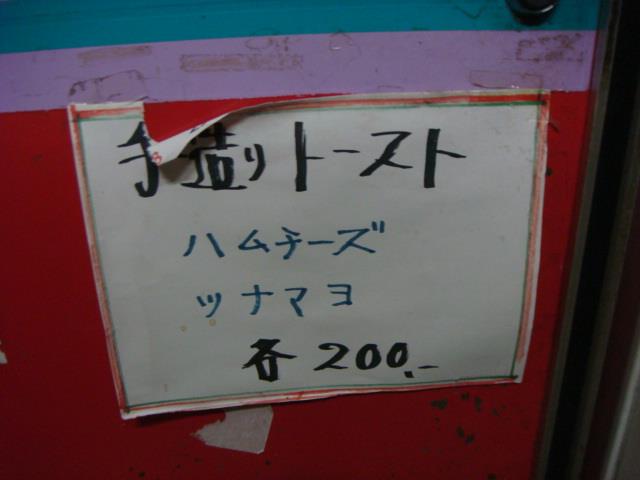 手造りトースト
ハムチーズ
ツナマヨ
各200.-